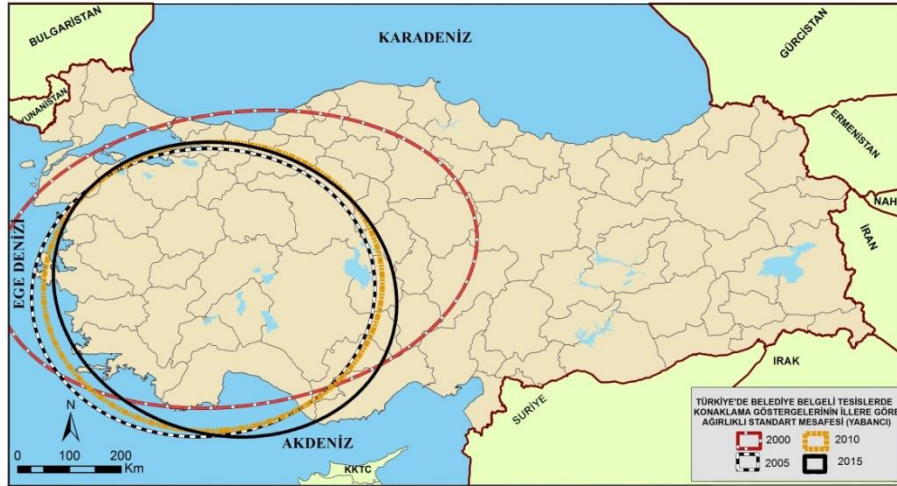 BULGARİSTAN
KARADENİZ
GÜRCİSTAN
YUNANİSTAN
ERMENİSTAN
NAH
İRAN
EGE DENİZİ
IRAK
SURİYE
AKDENİZ
KKTC
N
0 50 100 200
Km
TÜRKİYE'DE BELEDİYE BELGELİ TESİSLERDE
KONAKLAMA GÖSTERGELERİNİN İLLERE GÖRE
AĞIRLIKLI STANDART MESAFESİ (YABANCI)
2000 2010
2005 2015